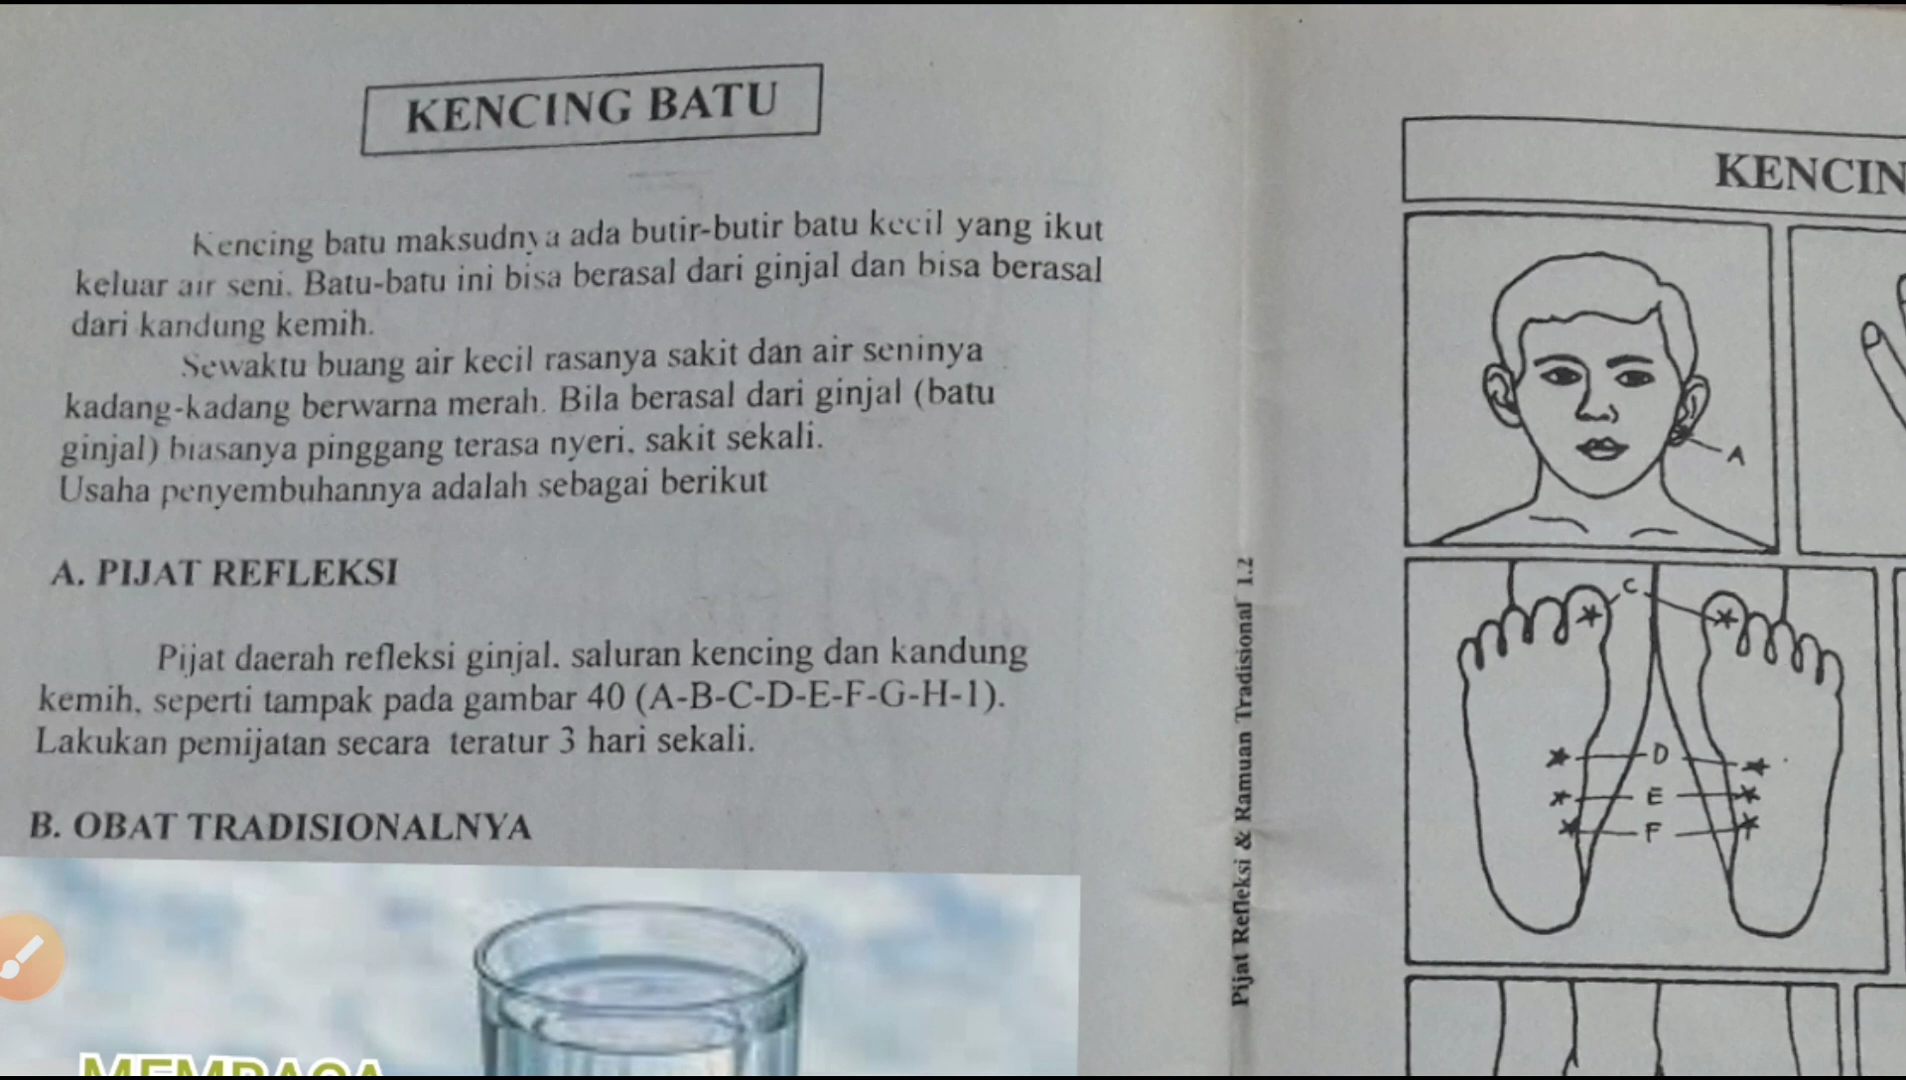 KENCING BATU
Kencing batu maksudnya ada butir-butir batu kecil yang ikut
keluar air seni. Batu-batu ini bisa berasal dari ginjal dan bisa berasal
dari kandung kemih.
Sewaktu buang air kecil rasanya sakit dan air seninya
kadang-kadang berwarna merah. Bila berasal dari ginjal (batu
ginjal) biasanya pinggang terasa nyeri. sakit sekali.
Usaha penyembuhannya adalah sebagai berikut
A. PIJAT REFLEKSI
Pijat daerah refleksi ginjal. saluran kencing dan kandung
kemih, seperti tampak pada gambar 40 (A-B-C-D-E-F-G-H-1).
Lakukan pemijatan secara teratur 3 hari sekali.
B. OBAT TRADISIONALNYA
MEMBACA
Pijat Refleksi & Ramuan Tradisional 1.2
KENCIN
A
C
D
E
F